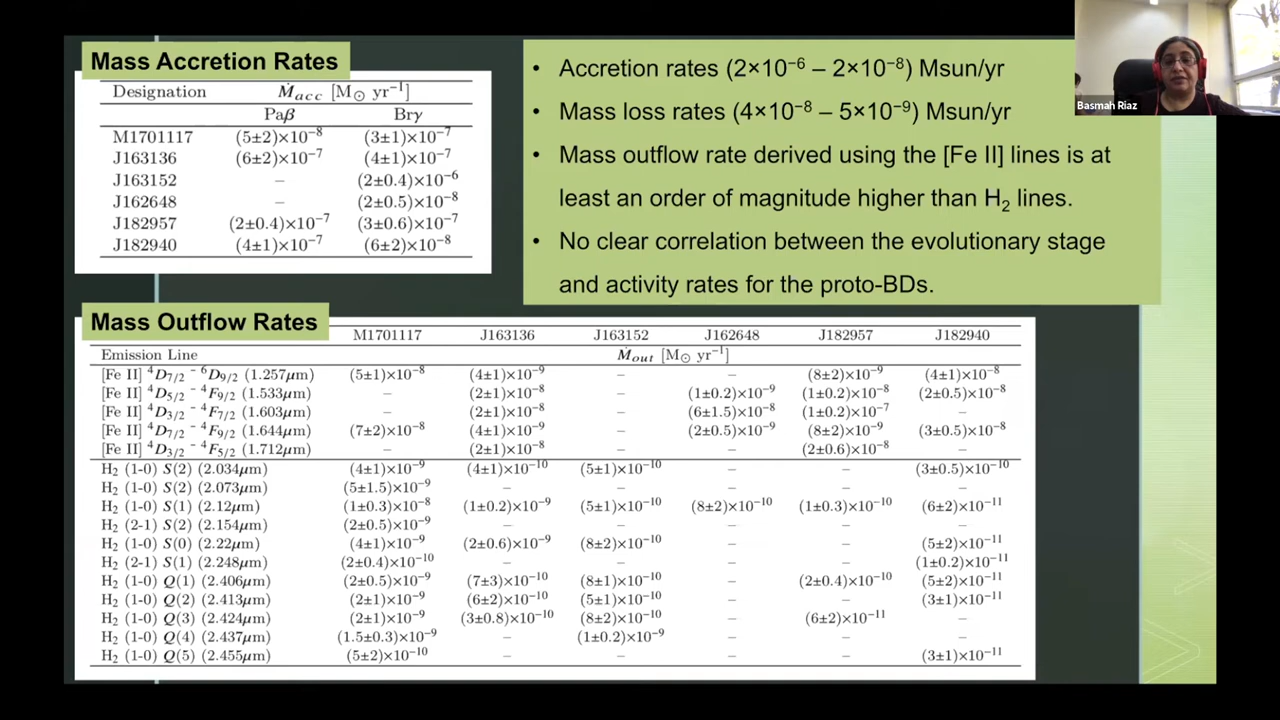 Mass Accretion Rates
Designation Ṁacc [M⊙ yr⁻¹]
Paβ Brγ
M1701117 (5±2)×10⁻⁸ (3±1)×10⁻⁷
J163136 (6±2)×10⁻⁷ (4±1)×10⁻⁷
J163152 – (2±0.4)×10⁻⁶
J162648 – (2±0.5)×10⁻⁸
J182957 (2±0.4)×10⁻⁷ (3±0.6)×10⁻⁷
J182940 (4±1)×10⁻⁷ (6±2)×10⁻⁸
• Accretion rates (2×10⁻⁶ – 2×10⁻⁸) Msun/yr
• Mass loss rates (4×10⁻⁸ – 5×10⁻⁹) Msun/yr
• Mass outflow rate derived using the [Fe II] lines is at
least an order of magnitude higher than H₂ lines.
• No clear correlation between the evolutionary stage
and activity rates for the proto-BDs.
Basmah Riaz
Mass Outflow Rates
M1701117 J163136 J163152 J162648 J182957 J182940
Emission Line Ṁout [M⊙ yr⁻¹]
[Fe II] ⁴D7/2 - ⁶D9/2 (1.257μm) (5±1)×10⁻⁸ (4±1)×10⁻⁹ – – (8±2)×10⁻⁹ (4±1)×10⁻⁸
[Fe II] ⁴D5/2 - ⁴F9/2 (1.533μm) – (2±1)×10⁻⁸ – (1±0.2)×10⁻⁹ (1±0.2)×10⁻⁸ (2±0.5)×10⁻⁸
[Fe II] ⁴D3/2 - ⁴F7/2 (1.603μm) – (2±1)×10⁻⁸ – (6±1.5)×10⁻⁸ (1±0.2)×10⁻⁷ –
[Fe II] ⁴D7/2 - ⁴F9/2 (1.644μm) (7±2)×10⁻⁸ (4±1)×10⁻⁹ – (2±0.5)×10⁻⁹ (8±2)×10⁻⁹ (3±0.5)×10⁻⁸
[Fe II] ⁴D3/2 - ⁴F5/2 (1.712μm) – (2±1)×10⁻⁸ – – (2±0.6)×10⁻⁸ –
H₂ (1-0) S(2) (2.034μm) (4±1)×10⁻⁹ (4±1)×10⁻¹⁰ (5±1)×10⁻¹⁰ – – (3±0.5)×10⁻¹⁰
H₂ (1-0) S(2) (2.073μm) (5±1.5)×10⁻⁹ – – – – –
H₂ (1-0) S(1) (2.12μm) (1±0.3)×10⁻⁸ (1±0.2)×10⁻⁹ (5±1)×10⁻¹⁰ (8±2)×10⁻¹⁰ (1±0.3)×10⁻¹⁰ (6±2)×10⁻¹¹
H₂ (2-1) S(2) (2.154μm) (2±0.5)×10⁻⁹ – – – – –
H₂ (1-0) S(0) (2.22μm) (4±1)×10⁻⁹ (2±0.6)×10⁻⁹ (8±2)×10⁻¹⁰ – – (5±2)×10⁻¹¹
H₂ (2-1) S(1) (2.248μm) (2±0.4)×10⁻¹⁰ – – – – (1±0.2)×10⁻¹¹
H₂ (1-0) Q(1) (2.406μm) (2±0.5)×10⁻⁹ (7±3)×10⁻¹⁰ (8±1)×10⁻¹⁰ – (2±0.4)×10⁻¹⁰ (5±2)×10⁻¹¹
H₂ (1-0) Q(2) (2.413μm) (2±1)×10⁻⁹ (6±2)×10⁻¹⁰ (5±1)×10⁻¹⁰ – – (3±1)×10⁻¹¹
H₂ (1-0) Q(3) (2.424μm) (2±1)×10⁻⁹ (3±0.8)×10⁻¹⁰ (8±2)×10⁻¹⁰ – (6±2)×10⁻¹¹ –
H₂ (1-0) Q(4) (2.437μm) (1.5±0.3)×10⁻⁹ – (1±0.2)×10⁻⁹ – – –
H₂ (1-0) Q(5) (2.455μm) (5±2)×10⁻¹⁰ – – – – (3±1)×10⁻¹¹